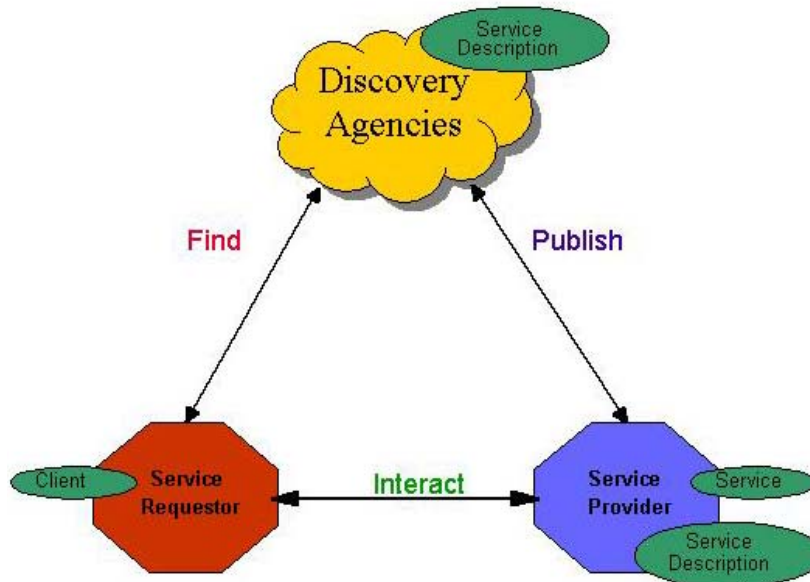 Service
Description
Discovery
Agencies
Find
Publish
Client
Service
Requestor
Interact
Service
Provider
Service
Service
Description